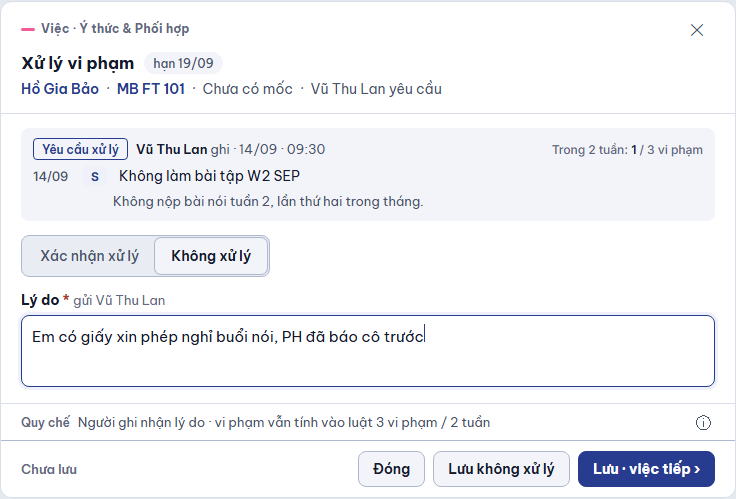 Việc · Ý thức & Phối hợp
Xử lý vi phạm hạn 19/09
Hồ Gia Bảo · MB FT 101 · Chưa có mốc · Vũ Thu Lan yêu cầu
Yêu cầu xử lý Vũ Thu Lan ghi · 14/09 · 09:30 Trong 2 tuần: 1 / 3 vi phạm
14/09 S Không làm bài tập W2 SEP
Không nộp bài nói tuần 2, lần thứ hai trong tháng.
Xác nhận xử lý Không xử lý
Lý do * gửi Vũ Thu Lan
Em có giấy xin phép nghỉ buổi nói, PH đã báo cô trước
Quy chế Người ghi nhận lý do · vi phạm vẫn tính vào luật 3 vi phạm / 2 tuần
Chưa lưu Đóng Lưu không xử lý Lưu · việc tiếp ›